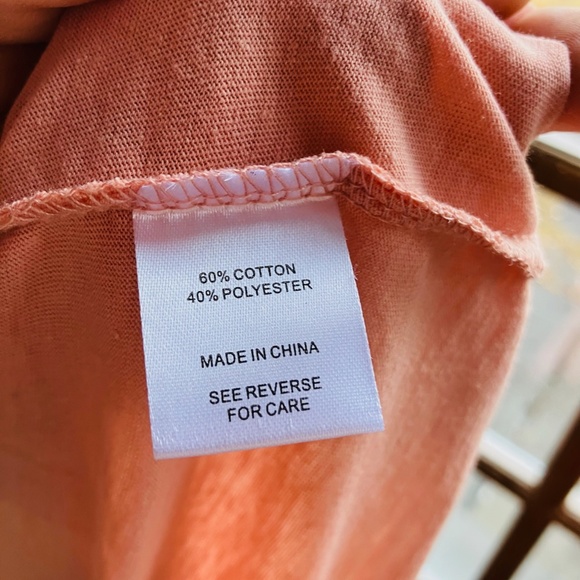 60% COTTON
40% POLYESTER
MADE IN CHINA
SEE REVERSE
FOR CARE